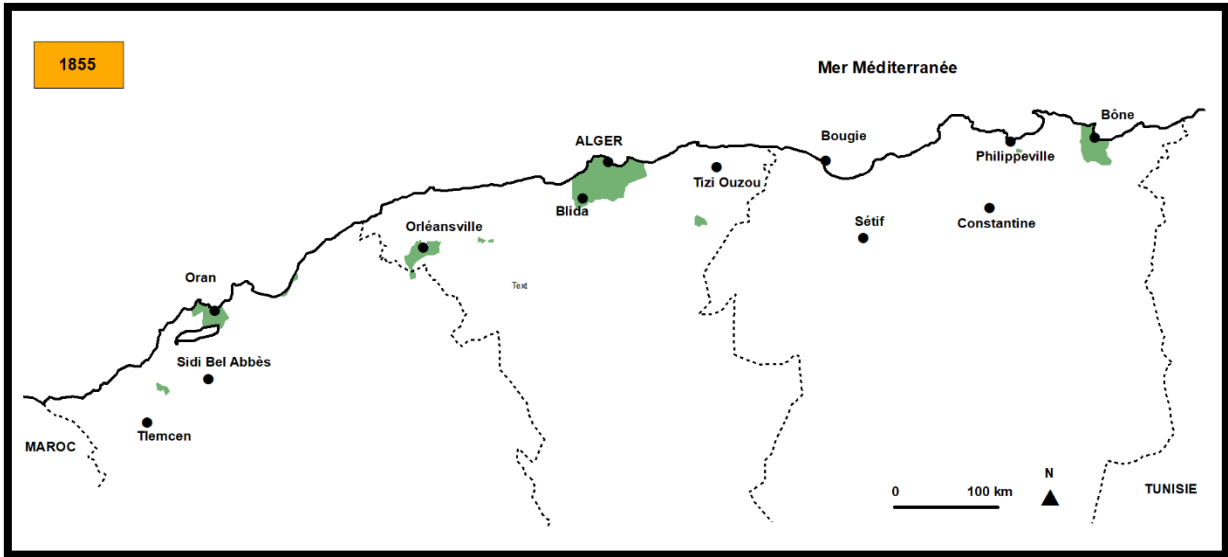 1855
Mer Méditerranée
Bône
ALGER
Bougie
Philippeville
Tizi Ouzou
Blida
Sétif
Constantine
Orléansville
Oran
Text
Sidi Bel Abbès
Tlemcen
MAROC
N
0 100 km
TUNISIE